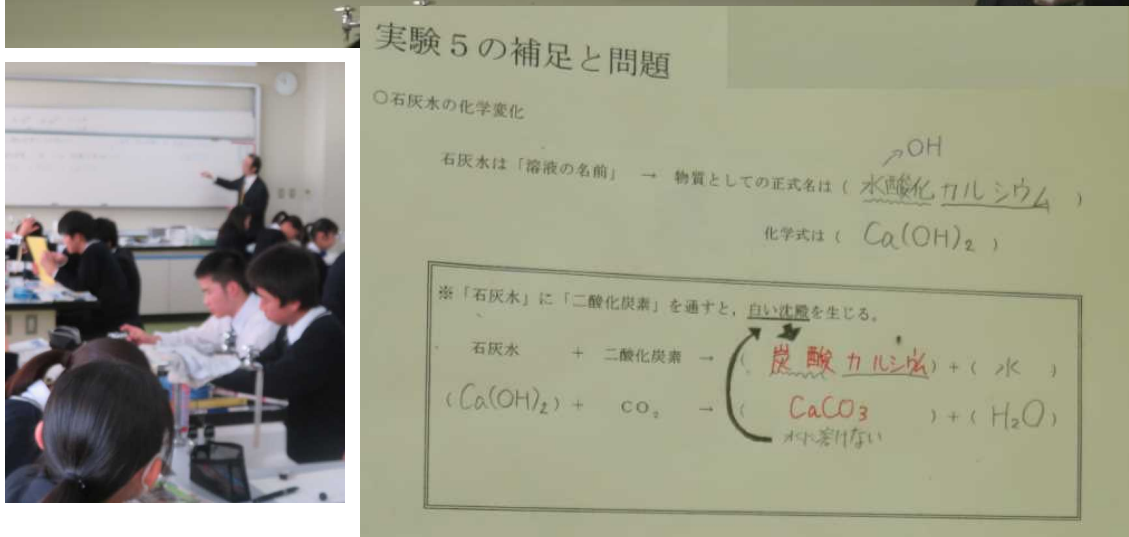 実験5の補足と問題
○石灰水の化学変化
OH
石灰水は「溶液の名前」 → 物質としての正式名は( 水酸化カルシウム )
化学式は( Ca(OH)₂ )
※「石灰水」に「二酸化炭素」を通すと，白い沈殿を生じる。
石灰水 + 二酸化炭素 → ( 炭酸カルシウム ) + ( 水 )
( Ca(OH)₂ ) + CO₂ → ( CaCO₃ ) + ( H₂O )
水に溶けない